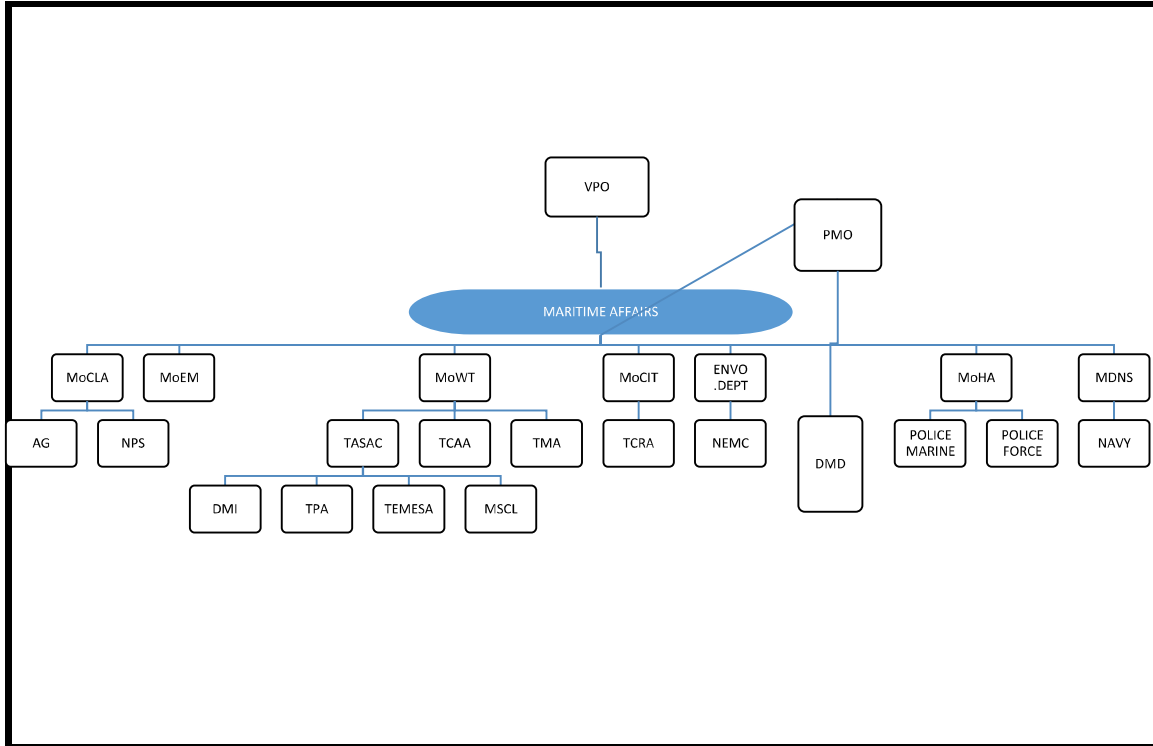 VPO
PMO
MARITIME AFFAIRS
MoCLA
MoEM
MoWT
MoCIT
ENVO
.DEPT
MoHA
MDNS
AG
NPS
TASAC
TCAA
TMA
TCRA
NEMC
DMD
POLICE
MARINE
POLICE
FORCE
NAVY
DMI
TPA
TEMESA
MSCL